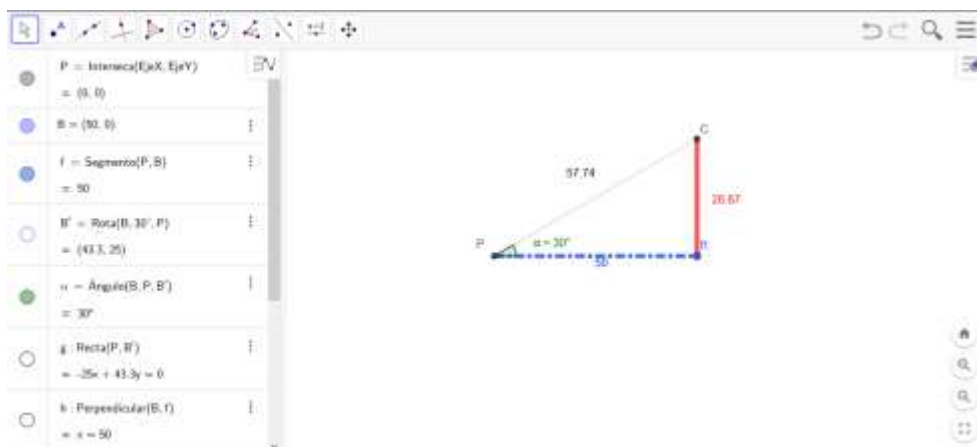 P = Interseca(EjeX, EjeY)
= (0, 0)
B = (50, 0)
f = Segmento(P, B)
= 50
B' = Rota(B, 30°, P)
= (43.3, 25)
α = Ángulo(B, P, B')
= 30°
g : Recta(P, B')
= -25x + 43.3y = 0
h : Perpendicular(B, f)
= x = 50
C
57.74
28.87
P
α = 30°
B
50